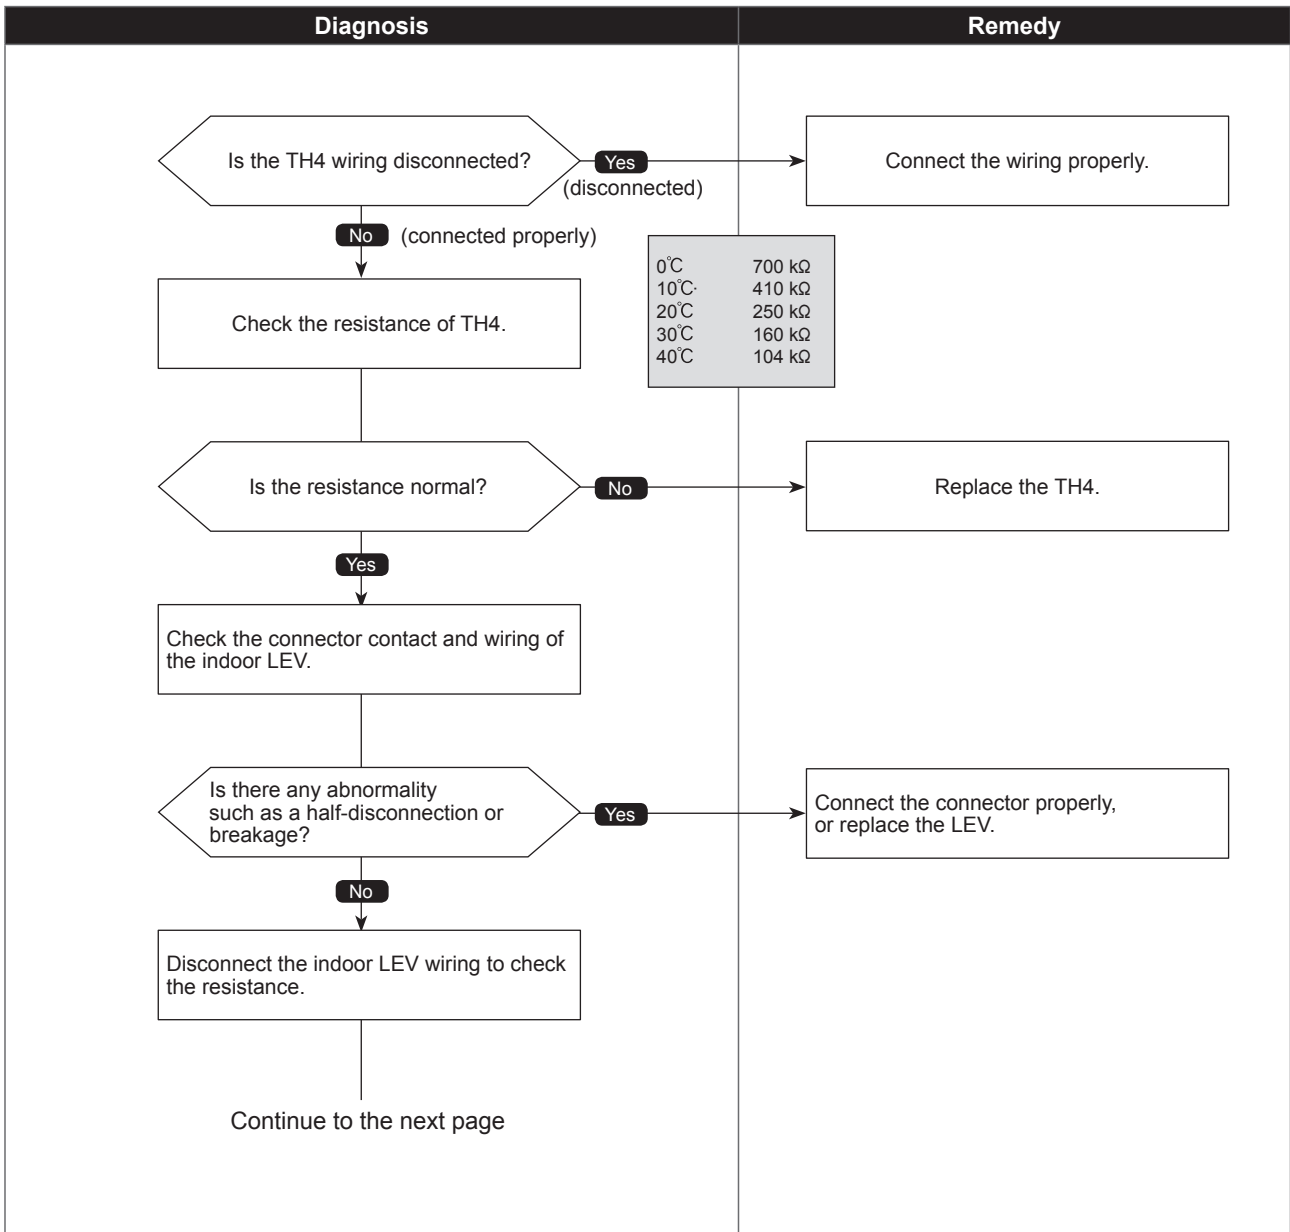 Diagnosis
Remedy
Is the TH4 wiring disconnected?
Yes
(disconnected)
Connect the wiring properly.
No
(connected properly)
0℃ 700 kΩ
10℃· 410 kΩ
20℃ 250 kΩ
30℃ 160 kΩ
40℃ 104 kΩ
Check the resistance of TH4.
Is the resistance normal?
No
Replace the TH4.
Yes
Check the connector contact and wiring of
the indoor LEV.
Is there any abnormality
such as a half-disconnection or
breakage?
Yes
Connect the connector properly,
or replace the LEV.
No
Disconnect the indoor LEV wiring to check
the resistance.
Continue to the next page